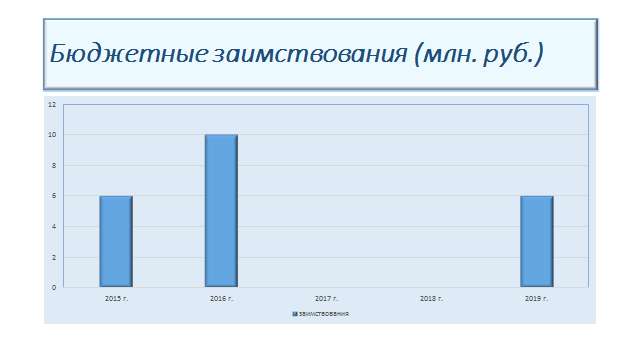 Бюджетные заимствования (млн. руб.)
12
10
8
6
4
2
0
2015 г. 2016 г. 2017 г. 2018 г. 2019 г.
заимствования